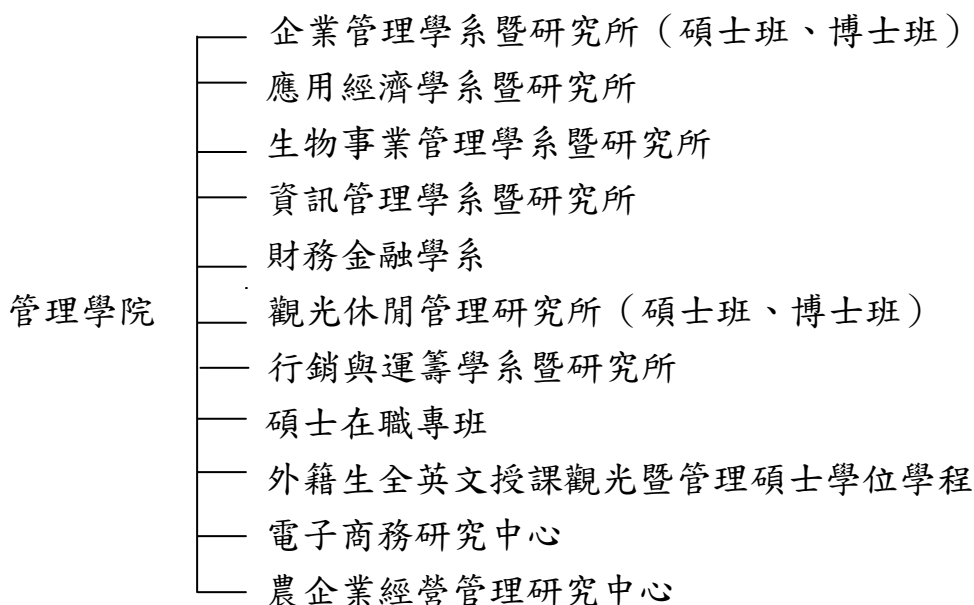 企業管理學系暨研究所（碩士班、博士班）
應用經濟學系暨研究所
生物事業管理學系暨研究所
資訊管理學系暨研究所
財務金融學系
管理學院
觀光休閒管理研究所（碩士班、博士班）
行銷與運籌學系暨研究所
碩士在職專班
外籍生全英文授課觀光暨管理碩士學位學程
電子商務研究中心
農企業經營管理研究中心